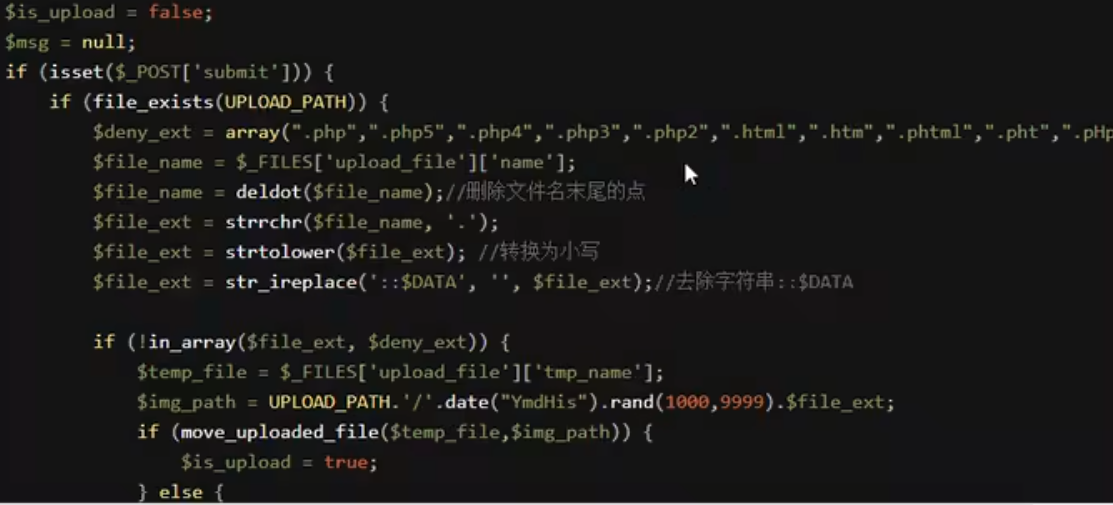 $is_upload = false;
$msg = null;
if (isset($_POST['submit'])) {
if (file_exists(UPLOAD_PATH)) {
$deny_ext = array(".php",".php5",".php4",".php3",".php2",".html",".htm",".phtml",".pht",".pHp
$file_name = $_FILES['upload_file']['name'];
$file_name = deldot($file_name);//删除文件名末尾的点
$file_ext = strrchr($file_name, '.');
$file_ext = strtolower($file_ext); //转换为小写
$file_ext = str_ireplace('::$DATA', '', $file_ext);//去除字符串::$DATA
if (!in_array($file_ext, $deny_ext)) {
$temp_file = $_FILES['upload_file']['tmp_name'];
$img_path = UPLOAD_PATH.'/'.date("YmdHis").rand(1000,9999).$file_ext;
if (move_uploaded_file($temp_file,$img_path)) {
$is_upload = true;
} else {